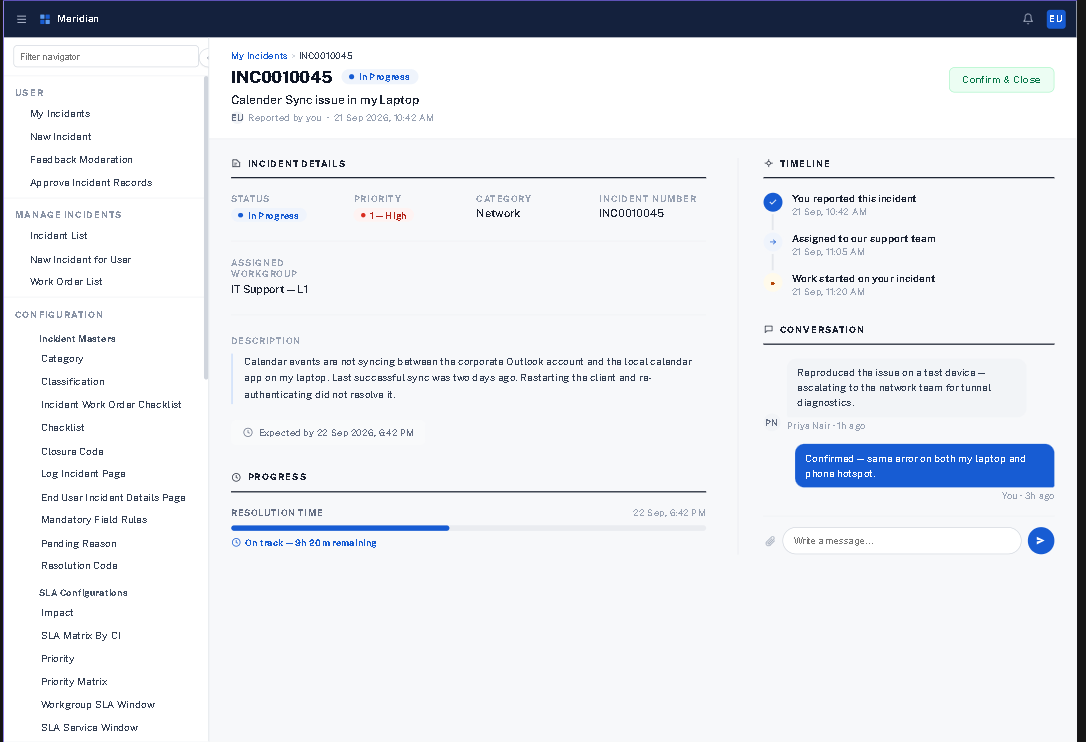 Meridian
EU
Filter navigator
USER
My Incidents
New Incident
Feedback Moderation
Approve Incident Records
MANAGE INCIDENTS
Incident List
New Incident for User
Work Order List
CONFIGURATION
Incident Masters
Category
Classification
Incident Work Order Checklist
Checklist
Closure Code
Log Incident Page
End User Incident Details Page
Mandatory Field Rules
Pending Reason
Resolution Code
SLA Configurations
Impact
SLA Matrix By CI
Priority
Priority Matrix
Workgroup SLA Window
SLA Service Window
My Incidents › INC0010045
INC0010045 In Progress
Calender Sync issue in my Laptop
EU Reported by you · 21 Sep 2026, 10:42 AM
Confirm & Close
INCIDENT DETAILS
STATUS
In Progress
PRIORITY
1 — High
CATEGORY
Network
INCIDENT NUMBER
INC0010045
ASSIGNED
WORKGROUP
IT Support — L1
DESCRIPTION
Calendar events are not syncing between the corporate Outlook account and the local calendar
app on my laptop. Last successful sync was two days ago. Restarting the client and re-
authenticating did not resolve it.
Expected by 22 Sep 2026, 6:42 PM
PROGRESS
RESOLUTION TIME 22 Sep, 6:42 PM
On track — 9h 20m remaining
TIMELINE
You reported this incident
21 Sep, 10:42 AM
Assigned to our support team
21 Sep, 11:05 AM
Work started on your incident
21 Sep, 11:20 AM
CONVERSATION
Reproduced the issue on a test device —
escalating to the network team for tunnel
diagnostics.
PN Priya Nair · 1h ago
Confirmed — same error on both my laptop and
phone hotspot.
You · 3h ago
Write a message...